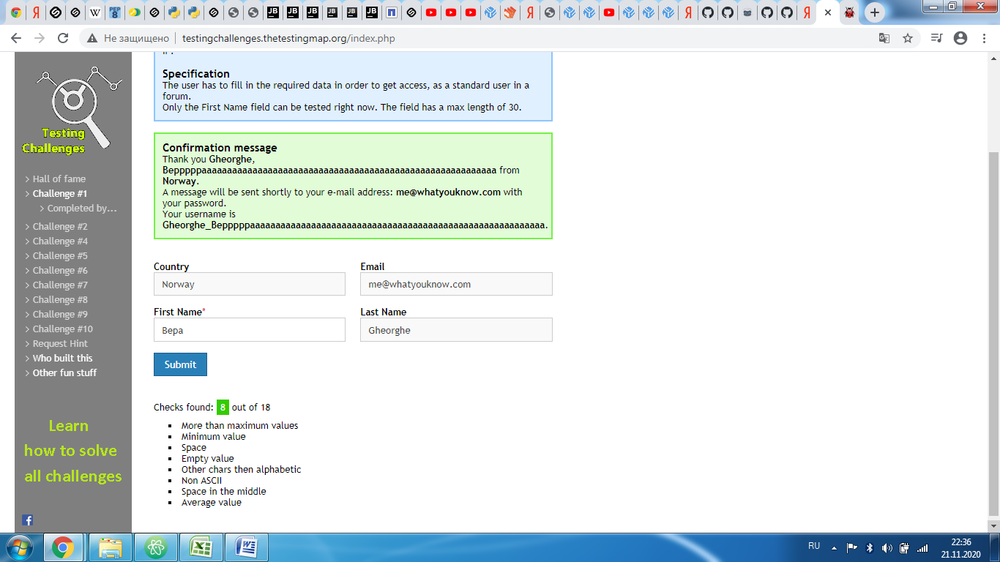 Не защищено
testingchallenges.thetestingmap.org/index.php
Testing
Challenges
Hall of fame
Challenge #1
Completed by...
Challenge #2
Challenge #4
Challenge #5
Challenge #6
Challenge #7
Challenge #8
Challenge #9
Challenge #10
Request Hint
Who built this
Other fun stuff
Learn
how to solve
all challenges
Specification
The user has to fill in the required data in order to get access, as a standard user in a
forum.
Only the First Name field can be tested right now. The field has a max length of 30.
Confirmation message
Thank you Gheorghe,
from
Norway.
A message will be sent shortly to your e-mail address: me@whatyouknow.com with
your password.
Your username is
Country
Email
Norway
me@whatyouknow.com
First Name*
Last Name
Bepa
Gheorghe
Submit
Checks found: 8 out of 18
More than maximum values
Minimum value
Space
Empty value
Other chars then alphabetic
Non ASCII
Space in the middle
Average value
RU
22:36
21.11.2020